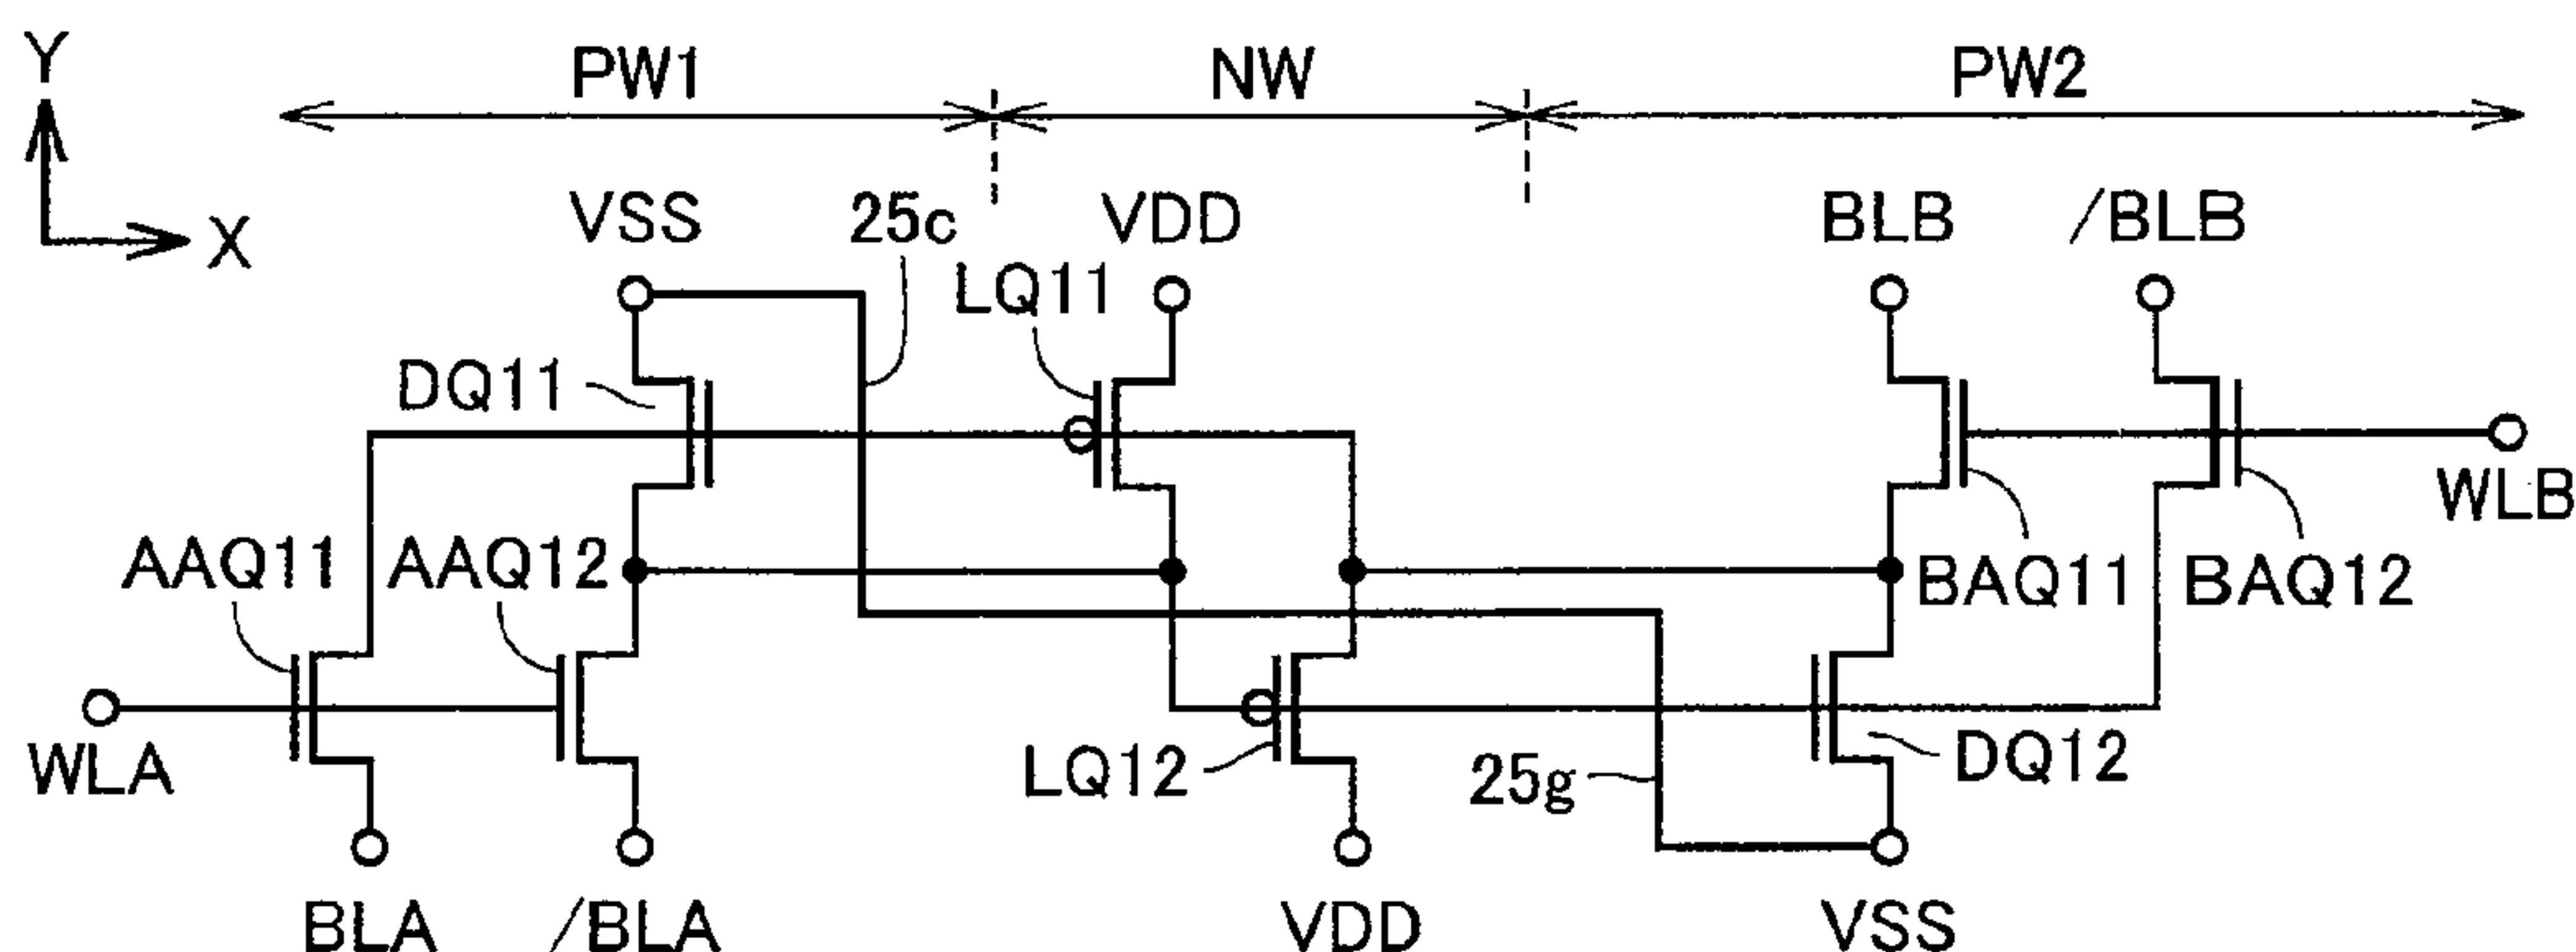 Y
PW1 NW PW2
X
VSS 25c VDD BLB /BLB
LQ11
DQ11
WLB
AAQ11 AAQ12 BAQ11 BAQ12
WLA LQ12 25g DQ12
BLA /BLA VDD VSS